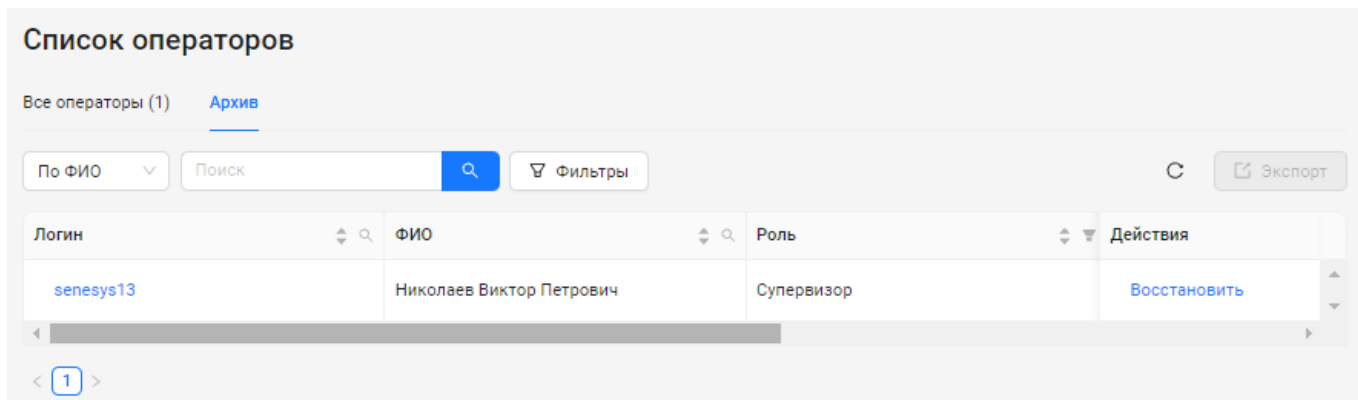 Список операторов
Все операторы (1) Архив
По ФИО Поиск Фильтры Экспорт
Логин ФИО Роль Действия
senesys13 Николаев Виктор Петрович Супервизор Восстановить
< 1 >